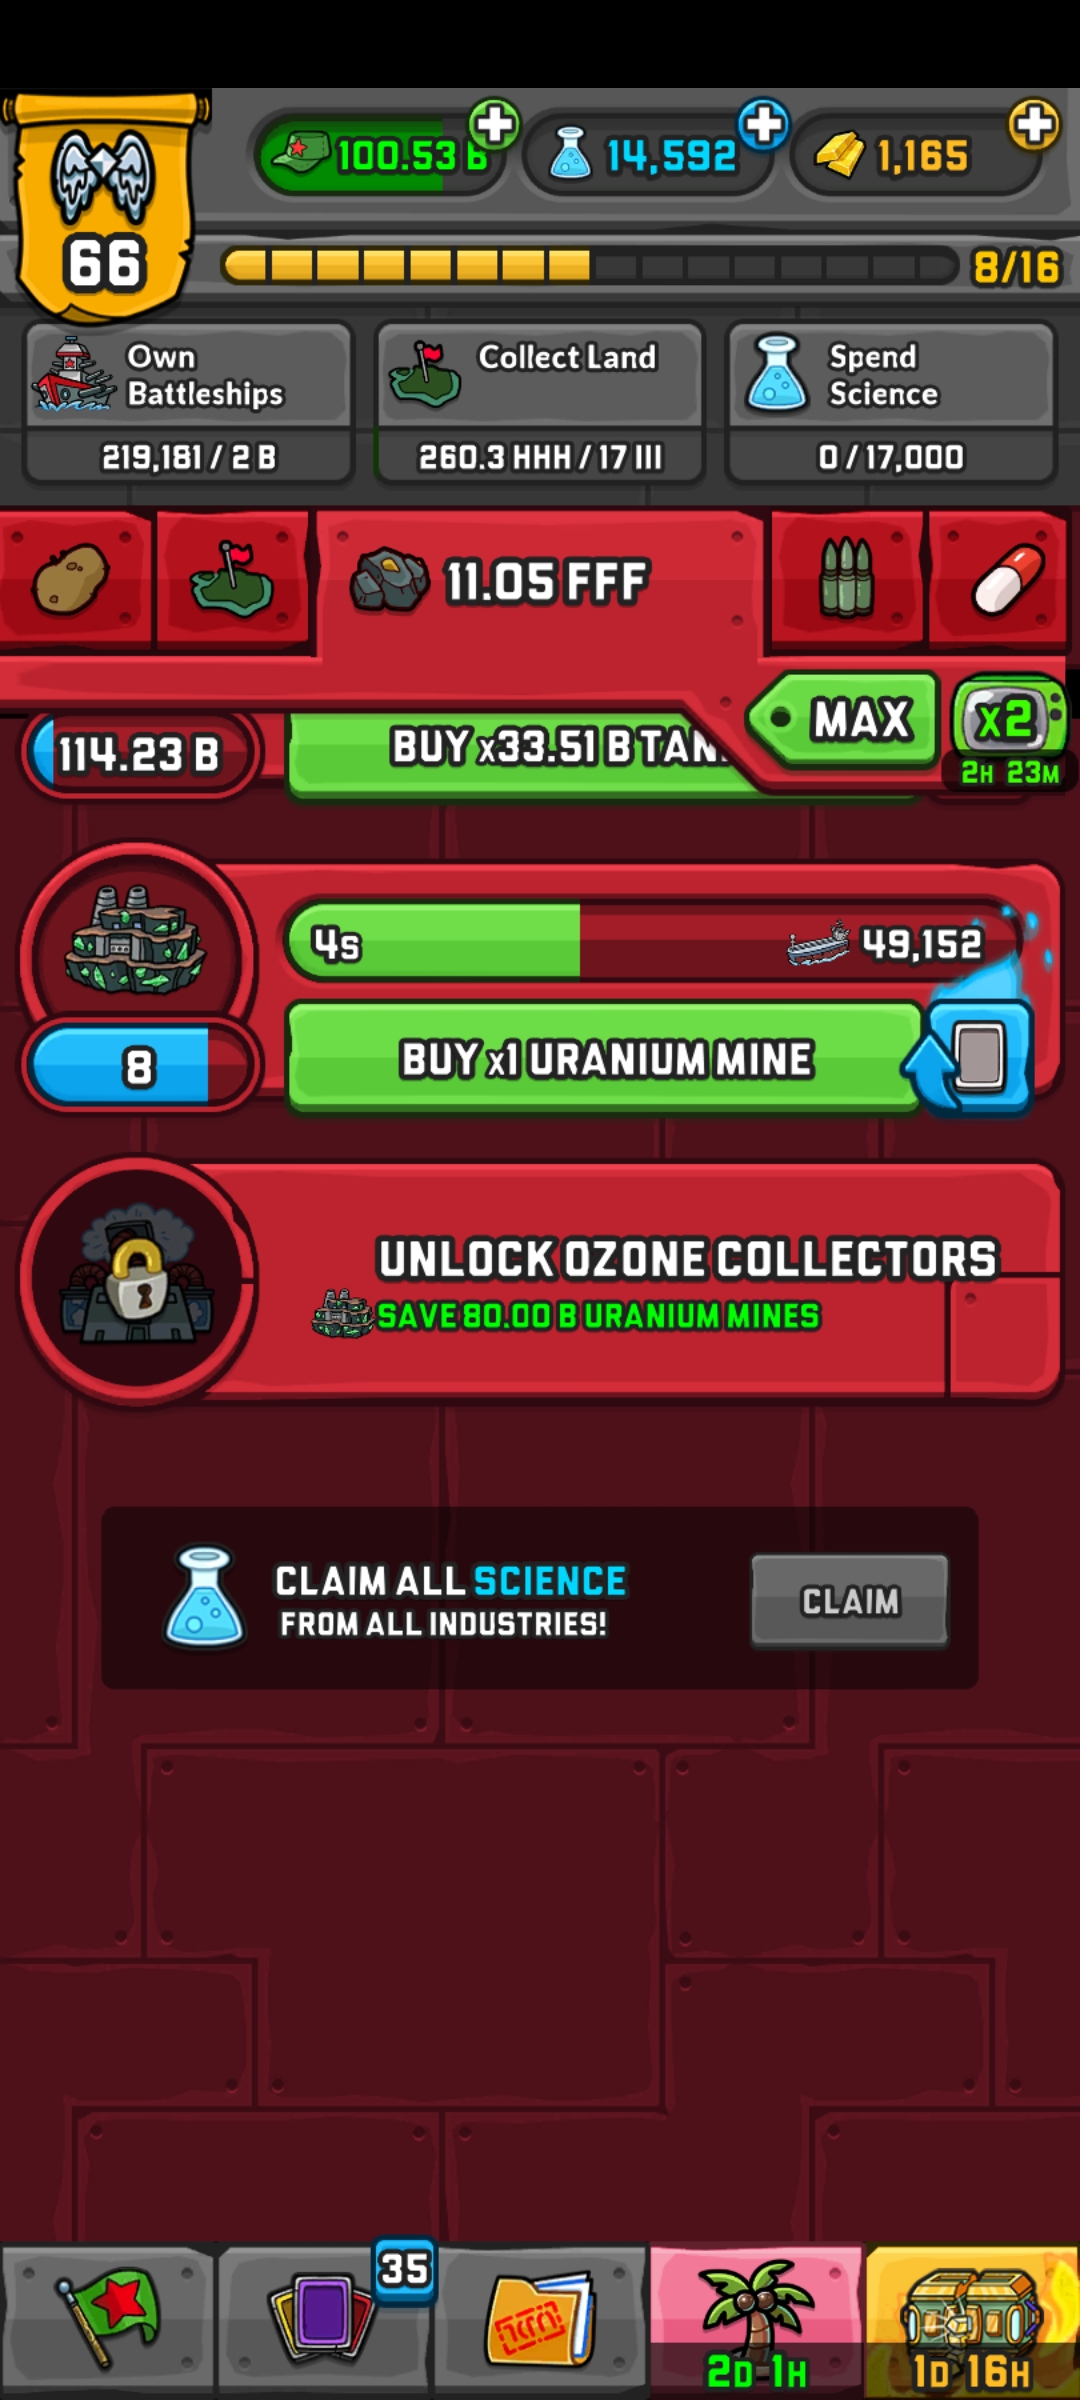 100.53 B
14,592
1,165
66
8/16
Own
Battleships
219,181 / 2 B
Collect Land
260.3 HHH / 17 III
Spend
Science
0 / 17,000
11.05 FFF
MAX
x2
2H 23M
114.23 B
BUY x33.51 B TAN
4S
49,152
8
BUY x1 URANIUM MINE
UNLOCK OZONE COLLECTORS
SAVE 80.00 B URANIUM MINES
CLAIM ALL SCIENCE
FROM ALL INDUSTRIES!
CLAIM
35
2D 1H
1D 16H